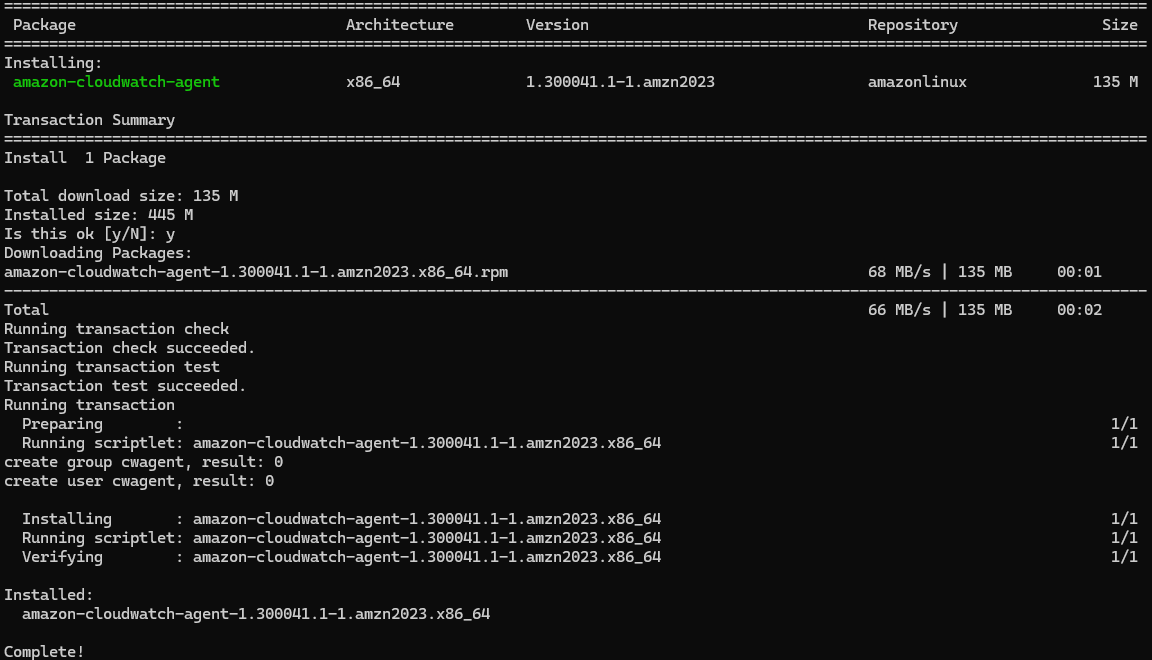 ================================================================================================================================
 Package                              Architecture        Version                               Repository                Size
================================================================================================================================
Installing:
 amazon-cloudwatch-agent              x86_64              1.300041.1-1.amzn2023                 amazonlinux              135 M

Transaction Summary
================================================================================================================================
Install  1 Package

Total download size: 135 M
Installed size: 445 M
Is this ok [y/N]: y
Downloading Packages:
amazon-cloudwatch-agent-1.300041.1-1.amzn2023.x86_64.rpm                                        68 MB/s | 135 MB     00:01
--------------------------------------------------------------------------------------------------------------------------------
Total                                                                                           66 MB/s | 135 MB     00:02
Running transaction check
Transaction check succeeded.
Running transaction test
Transaction test succeeded.
Running transaction
  Preparing        :                                                                                                       1/1
  Running scriptlet: amazon-cloudwatch-agent-1.300041.1-1.amzn2023.x86_64                                                  1/1
create group cwagent, result: 0
create user cwagent, result: 0

  Installing       : amazon-cloudwatch-agent-1.300041.1-1.amzn2023.x86_64                                                  1/1
  Running scriptlet: amazon-cloudwatch-agent-1.300041.1-1.amzn2023.x86_64                                                  1/1
  Verifying        : amazon-cloudwatch-agent-1.300041.1-1.amzn2023.x86_64                                                  1/1

Installed:
  amazon-cloudwatch-agent-1.300041.1-1.amzn2023.x86_64

Complete!